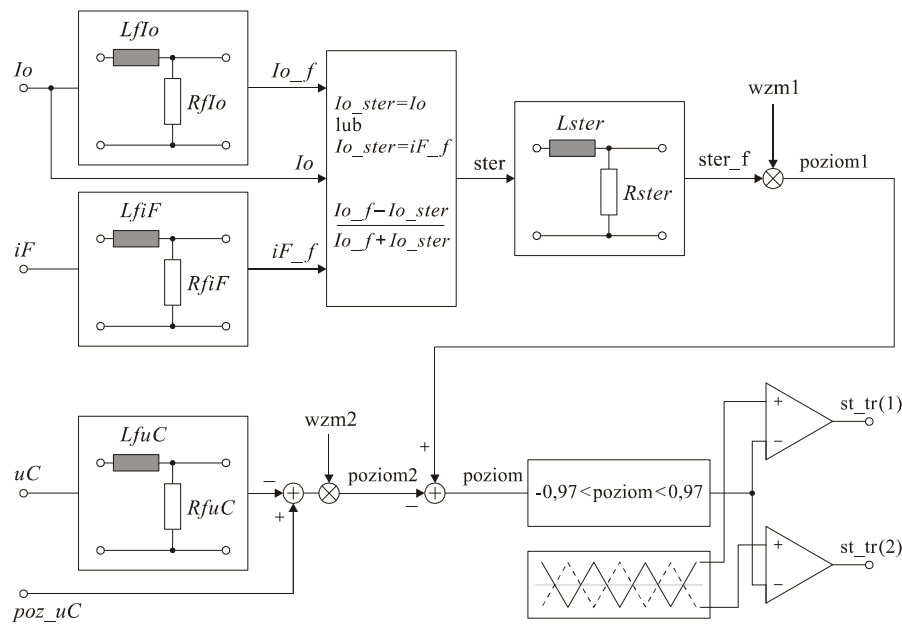 LfIo
Io
RfIo
Io_f
Io
LfiF
iF
RfiF
iF_f
Io_ster=Io
lub
Io_ster=iF_f
Io_f−Io_ster
Io_f+Io_ster
ster
Lster
Rster
ster_f
wzm1
poziom1
LfuC
uC
RfuC
−
+
poz_uC
wzm2
poziom2
+
−
poziom
-0,97<poziom<0,97
+
−
st_tr(1)
+
−
st_tr(2)